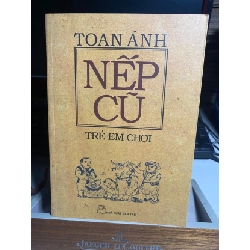 TOAN ÁNH
NẾP
CŨ
TRẺ EM CHƠI